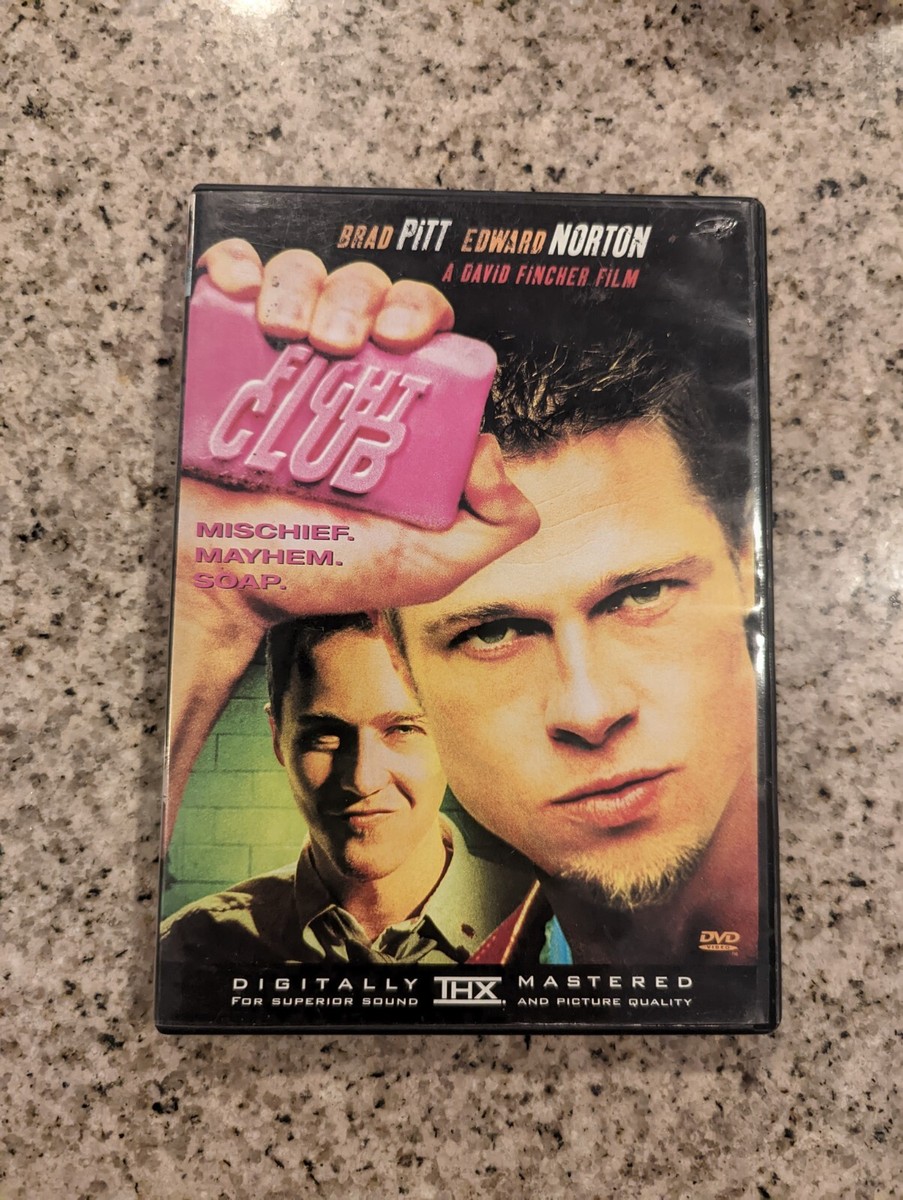 BRAD PiTT EDWARD NORTON
A DAViD FiNCHER FiLM
FIGHT
CLUB
MISCHIEF.
MAYHEM.
SOAP.
DVD
VIDEO
DIGITALLY THX MASTERED
FOR SUPERIOR SOUND AND PICTURE QUALITY